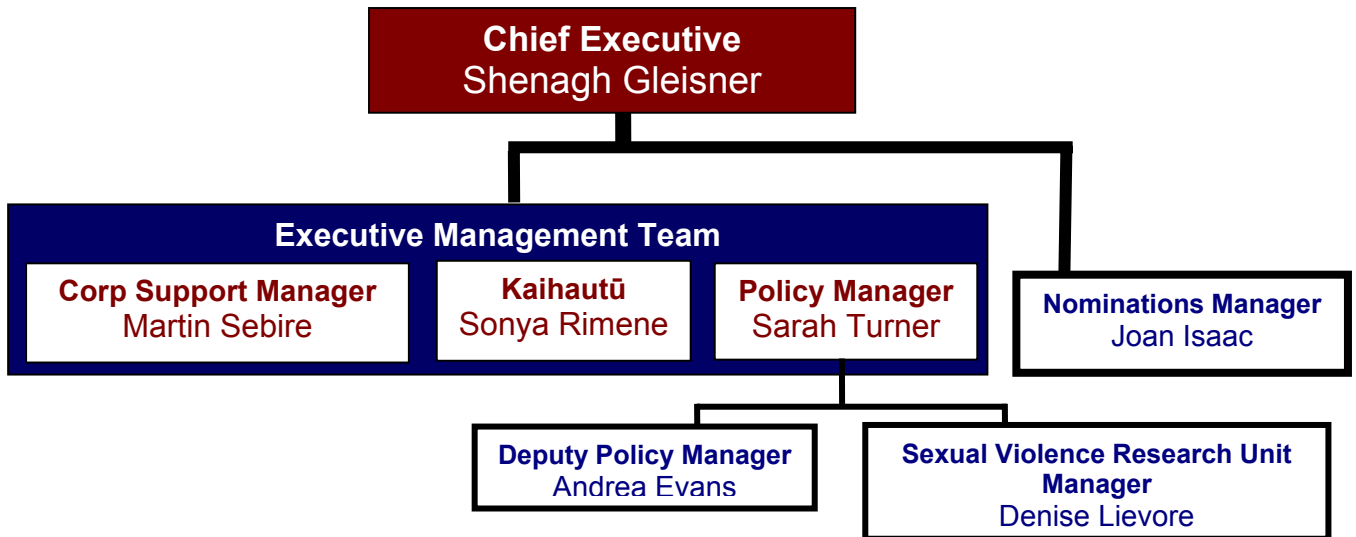 Chief Executive
Shenagh Gleisner
Executive Management Team
Corp Support Manager
Martin Sebire
Kaihautū
Sonya Rimene
Policy Manager
Sarah Turner
Nominations Manager
Joan Isaac
Deputy Policy Manager
Andrea Evans
Sexual Violence Research Unit
Manager
Denise Lievore